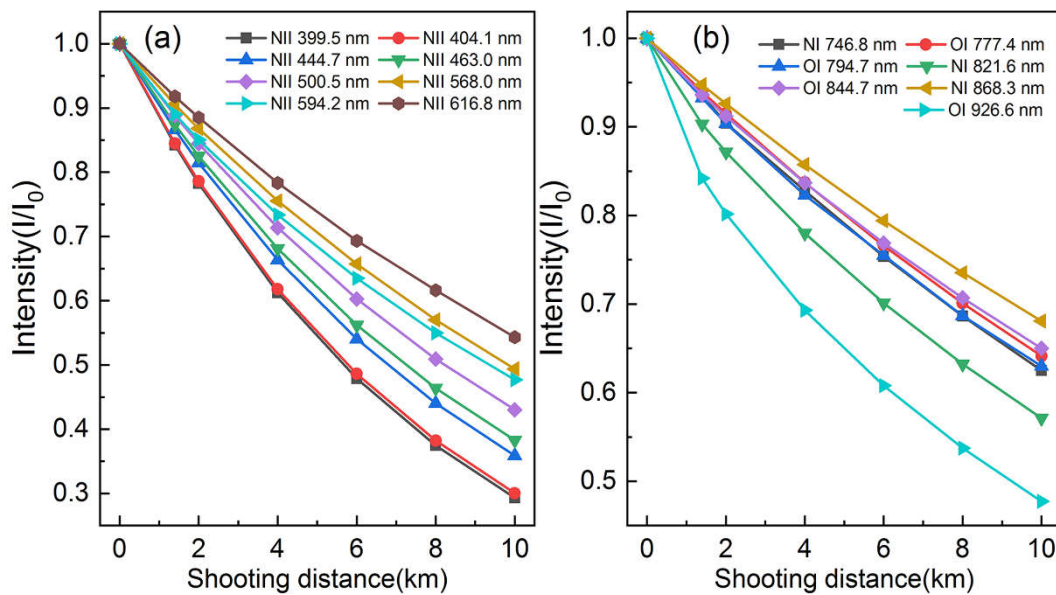 (a)
NII 399.5 nm NII 404.1 nm
NII 444.7 nm NII 463.0 nm
NII 500.5 nm NII 568.0 nm
NII 594.2 nm NII 616.8 nm
Intensity(I/I₀)
1.0
0.9
0.8
0.7
0.6
0.5
0.4
0.3
0 2 4 6 8 10
Shooting distance(km)
(b)
NI 746.8 nm OI 777.4 nm
OI 794.7 nm NI 821.6 nm
OI 844.7 nm NI 868.3 nm
OI 926.6 nm
Intensity(I/I₀)
1.0
0.9
0.8
0.7
0.6
0.5
0 2 4 6 8 10
Shooting distance(km)